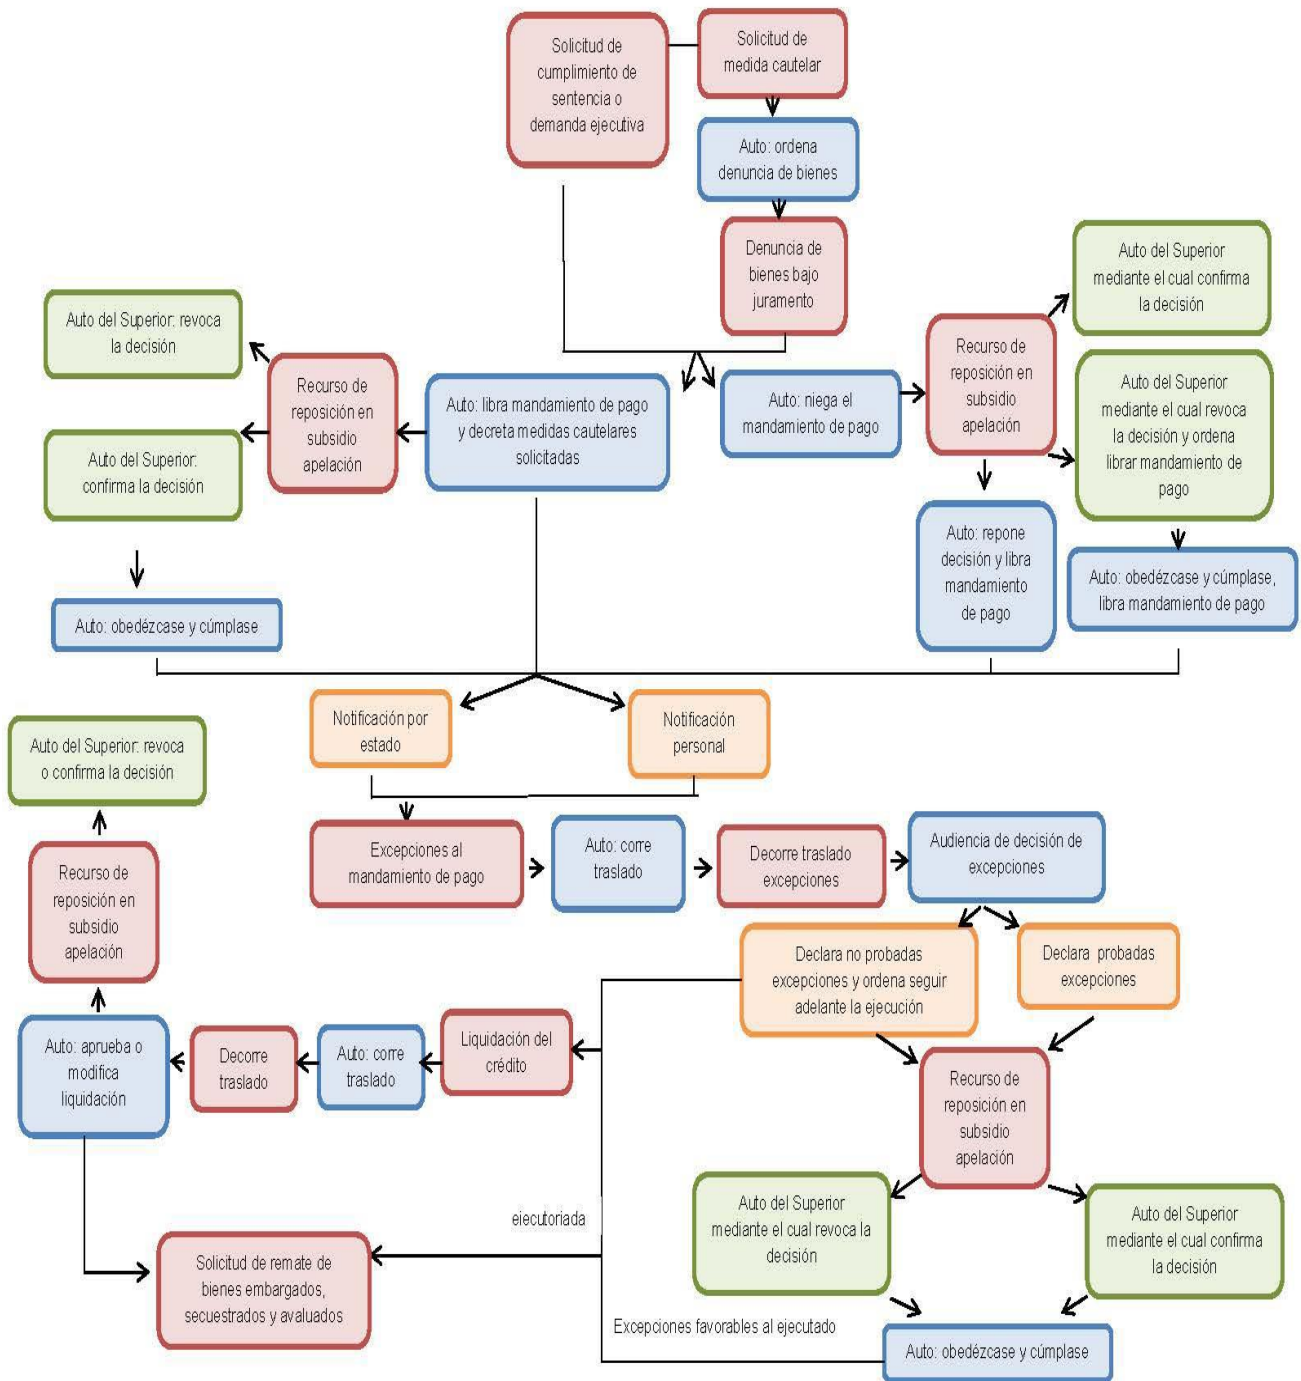 Solicitud de
cumplimiento de
sentencia o
demanda ejecutiva
Solicitud de
medida cautelar
Auto: ordena
denuncia de bienes
Denuncia de
bienes bajo
juramento
Auto del Superior: revoca
la decisión
Auto del Superior:
confirma la decisión
Recurso de
reposición en
subsidio
apelación
Auto: libra mandamiento de pago
y decreta medidas cautelares
solicitadas
Auto: niega el
mandamiento de pago
Recurso de
reposición en
subsidio
apelación
Auto del Superior
mediante el cual confirma
la decisión
Auto del Superior
mediante el cual revoca
la decisión y ordena
librar mandamiento de
pago
Auto: obedézcase y cúmplase
Auto: repone
decisión y libra
mandamiento
de pago
Auto: obedézcase y cúmplase,
libra mandamiento de pago
Notificación por
estado
Notificación
personal
Auto del Superior: revoca
o confirma la decisión
Excepciones al
mandamiento de pago
Auto: corre
traslado
Decorre traslado
excepciones
Audiencia de decisión de
excepciones
Recurso de
reposición en
subsidio
apelación
Declara no probadas
excepciones y ordena seguir
adelante la ejecución
Declara probadas
excepciones
Auto: aprueba o
modifica
liquidación
Decorre
traslado
Auto: corre
traslado
Liquidación del
crédito
Recurso de
reposición en
subsidio
apelación
Auto del Superior
mediante el cual revoca la
decisión
Auto del Superior
mediante el cual confirma
la decisión
ejecutoriada
Solicitud de remate de
bienes embargados,
secuestrados y avaluados
Excepciones favorables al ejecutado
Auto: obedézcase y cúmplase